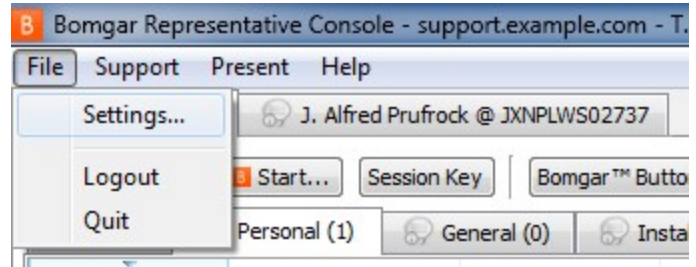 B Bomgar Representative Console - support.example.com - T.
File Support Present Help
Settings... J. Alfred Prufrock @ JXNPLWS02737
Logout B Start... Session Key Bomgar™ Butto
Quit Personal (1) General (0) Insta